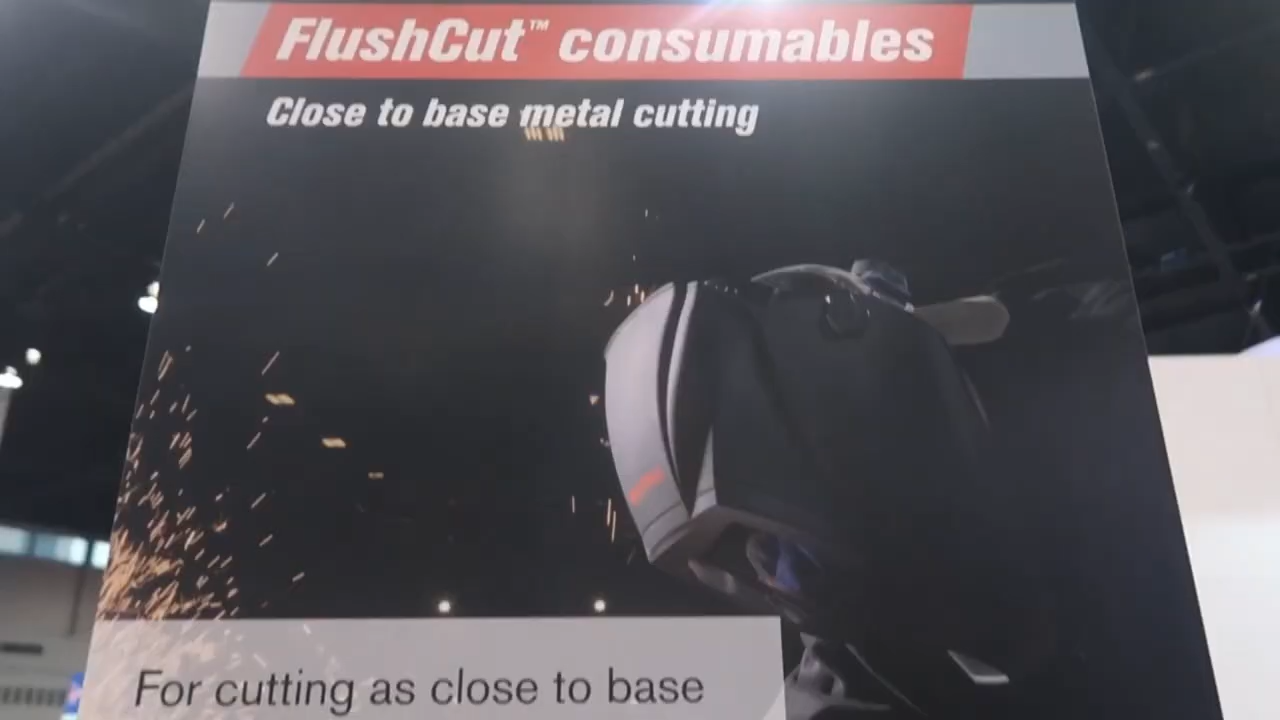 FlushCut™ consumables
Close to base metal cutting
For cutting as close to base